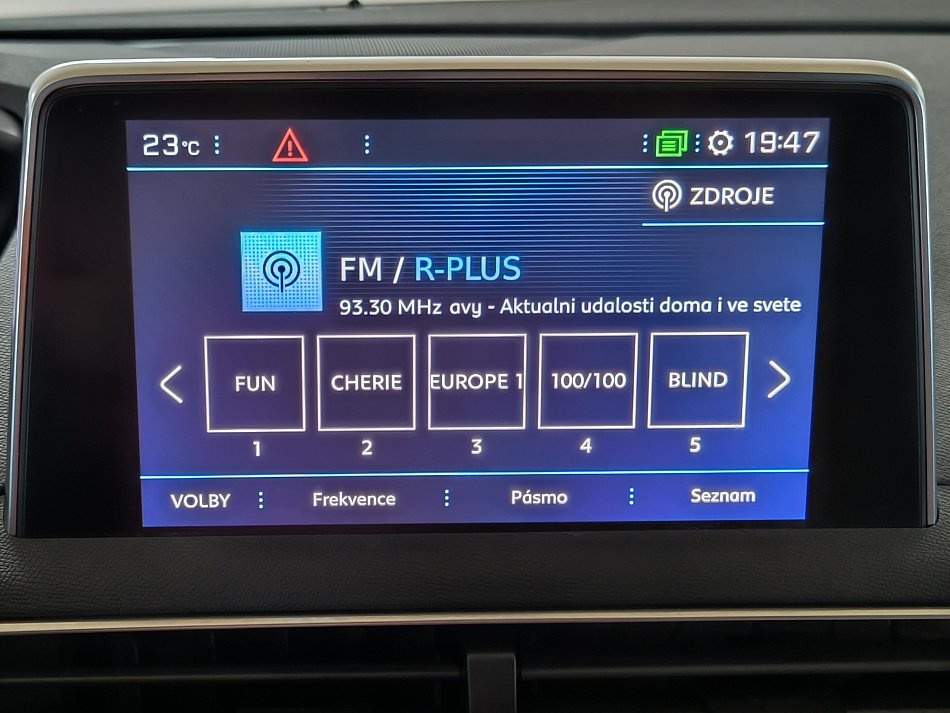 23°C 19:47
ZDROJE
FM / R-PLUS
93.30 MHz avy - Aktualni udalosti doma i ve svete
FUN CHERIE EUROPE 1 100/100 BLIND
1 2 3 4 5
VOLBY Frekvence Pásmo Seznam